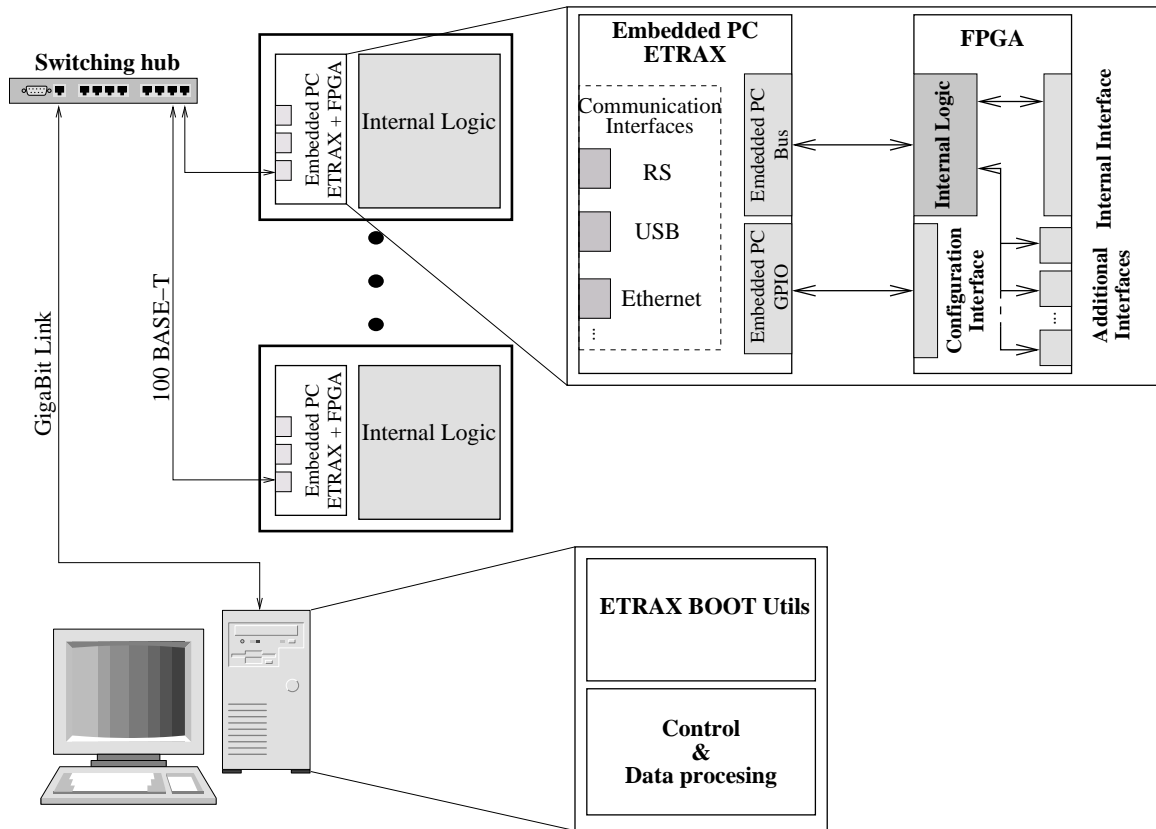 Switching hub
GigaBit Link
100 BASE–T
Embedded PC
ETRAX + FPGA
Internal Logic
Embedded PC
ETRAX + FPGA
Internal Logic
Embedded PC
ETRAX
Communication
Interfaces
RS
USB
Ethernet
...
Emdedded PC
Bus
Embedded PC
GPIO
FPGA
Internal Logic
Configuration
Interface
Internal Interface
Additional
Interfaces
...
ETRAX BOOT Utils
Control
&
Data procesing